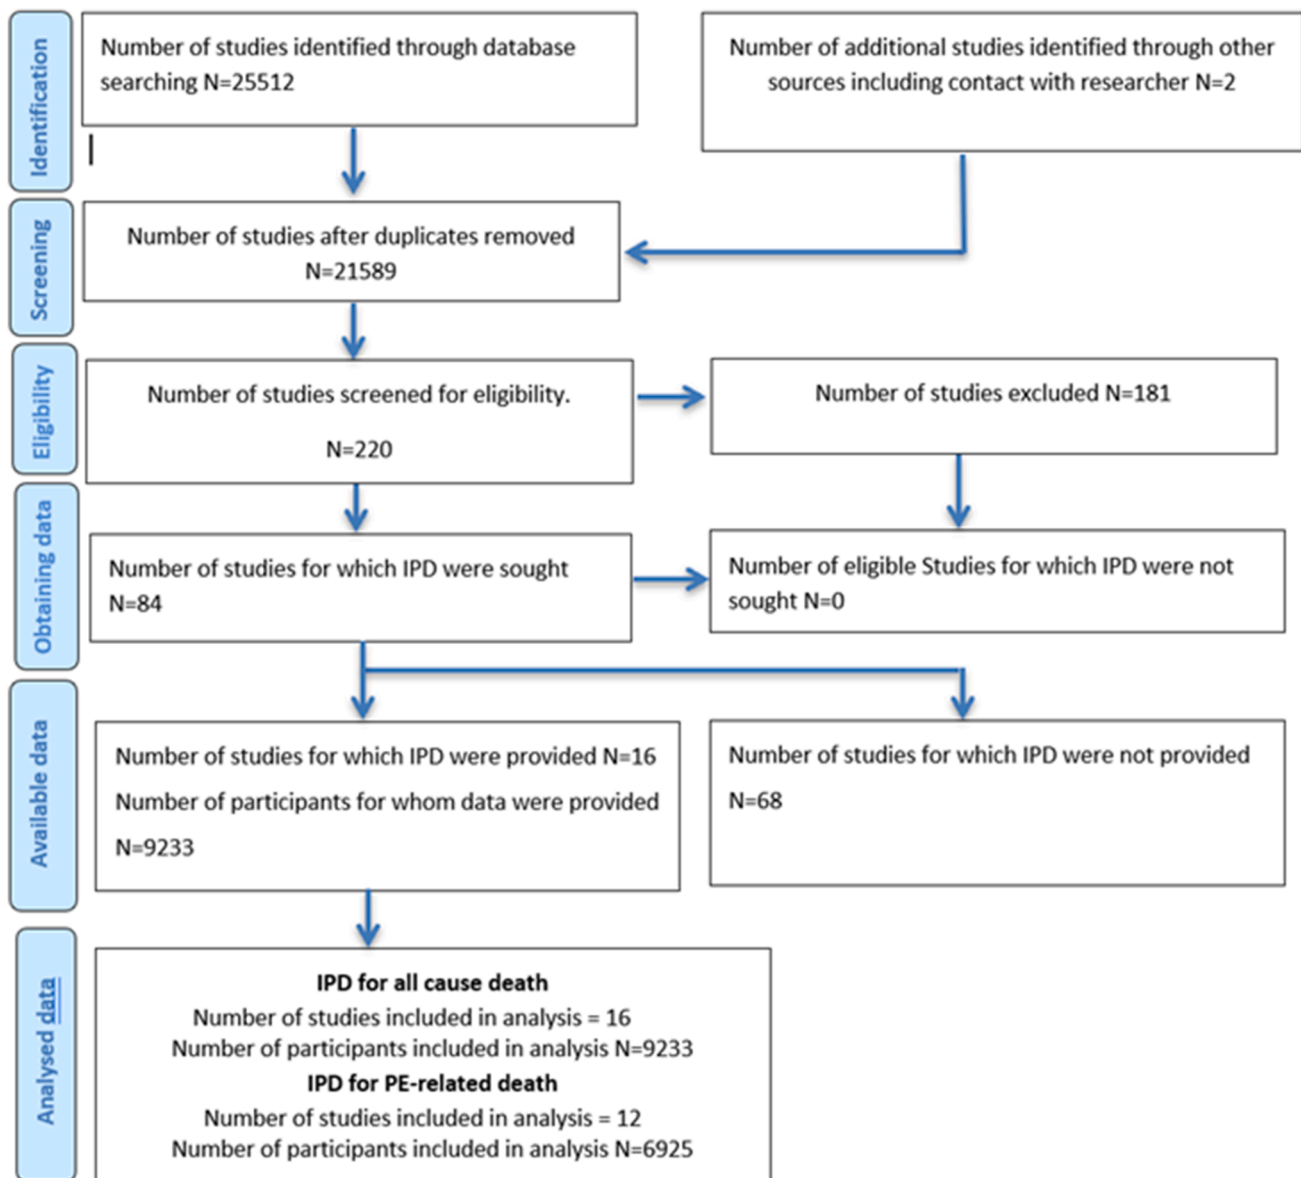 Identification
Number of studies identified through database
searching N=25512
Number of additional studies identified through other
sources including contact with researcher N=2
Screening
Number of studies after duplicates removed
N=21589
Eligibility
Number of studies screened for eligibility.
N=220
Number of studies excluded N=181
Obtaining data
Number of studies for which IPD were sought
N=84
Number of eligible Studies for which IPD were not
sought N=0
Available data
Number of studies for which IPD were provided N=16
Number of participants for whom data were provided
N=9233
Number of studies for which IPD were not provided
N=68
Analysed data
IPD for all cause death
Number of studies included in analysis = 16
Number of participants included in analysis N=9233
IPD for PE-related death
Number of studies included in analysis = 12
Number of participants included in analysis N=6925